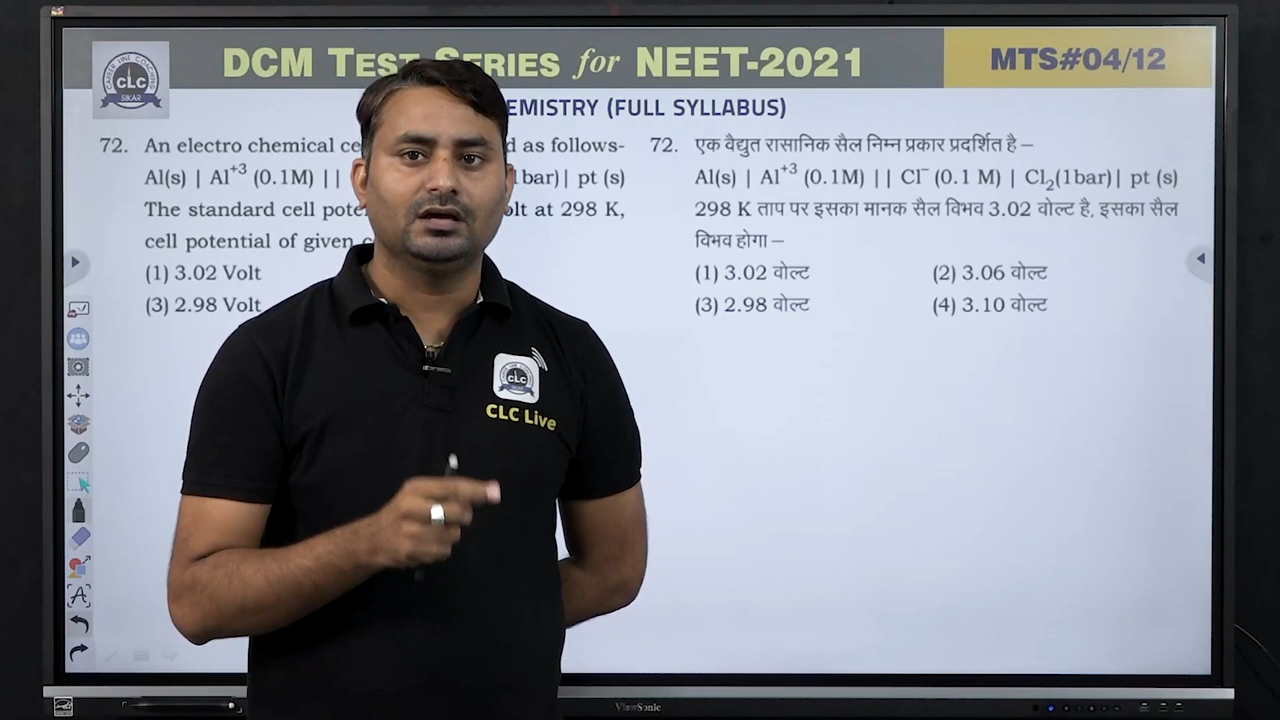 DCM TEST SERIES for NEET-2021
MTS#04/12
CLC
SIKAR
EMISTRY (FULL SYLLABUS)
72. An electro chemical ce d as follows-
Al(s) | Al+3 (0.1M) || 1bar)| pt (s)
The standard cell pote olt at 298 K,
cell potential of given c
(1) 3.02 Volt
(3) 2.98 Volt
72. एक वैद्युत रासानिक सैल निम्न प्रकार प्रदर्शित है –
Al(s) | Al+3 (0.1M) || Cl– (0.1 M) | Cl2(1bar)| pt (s)
298 K ताप पर इसका मानक सैल विभव 3.02 वोल्ट है, इसका सैल
विभव होगा –
(1) 3.02 वोल्ट (2) 3.06 वोल्ट
(3) 2.98 वोल्ट (4) 3.10 वोल्ट
CLC
CLC Live
ViewSonic